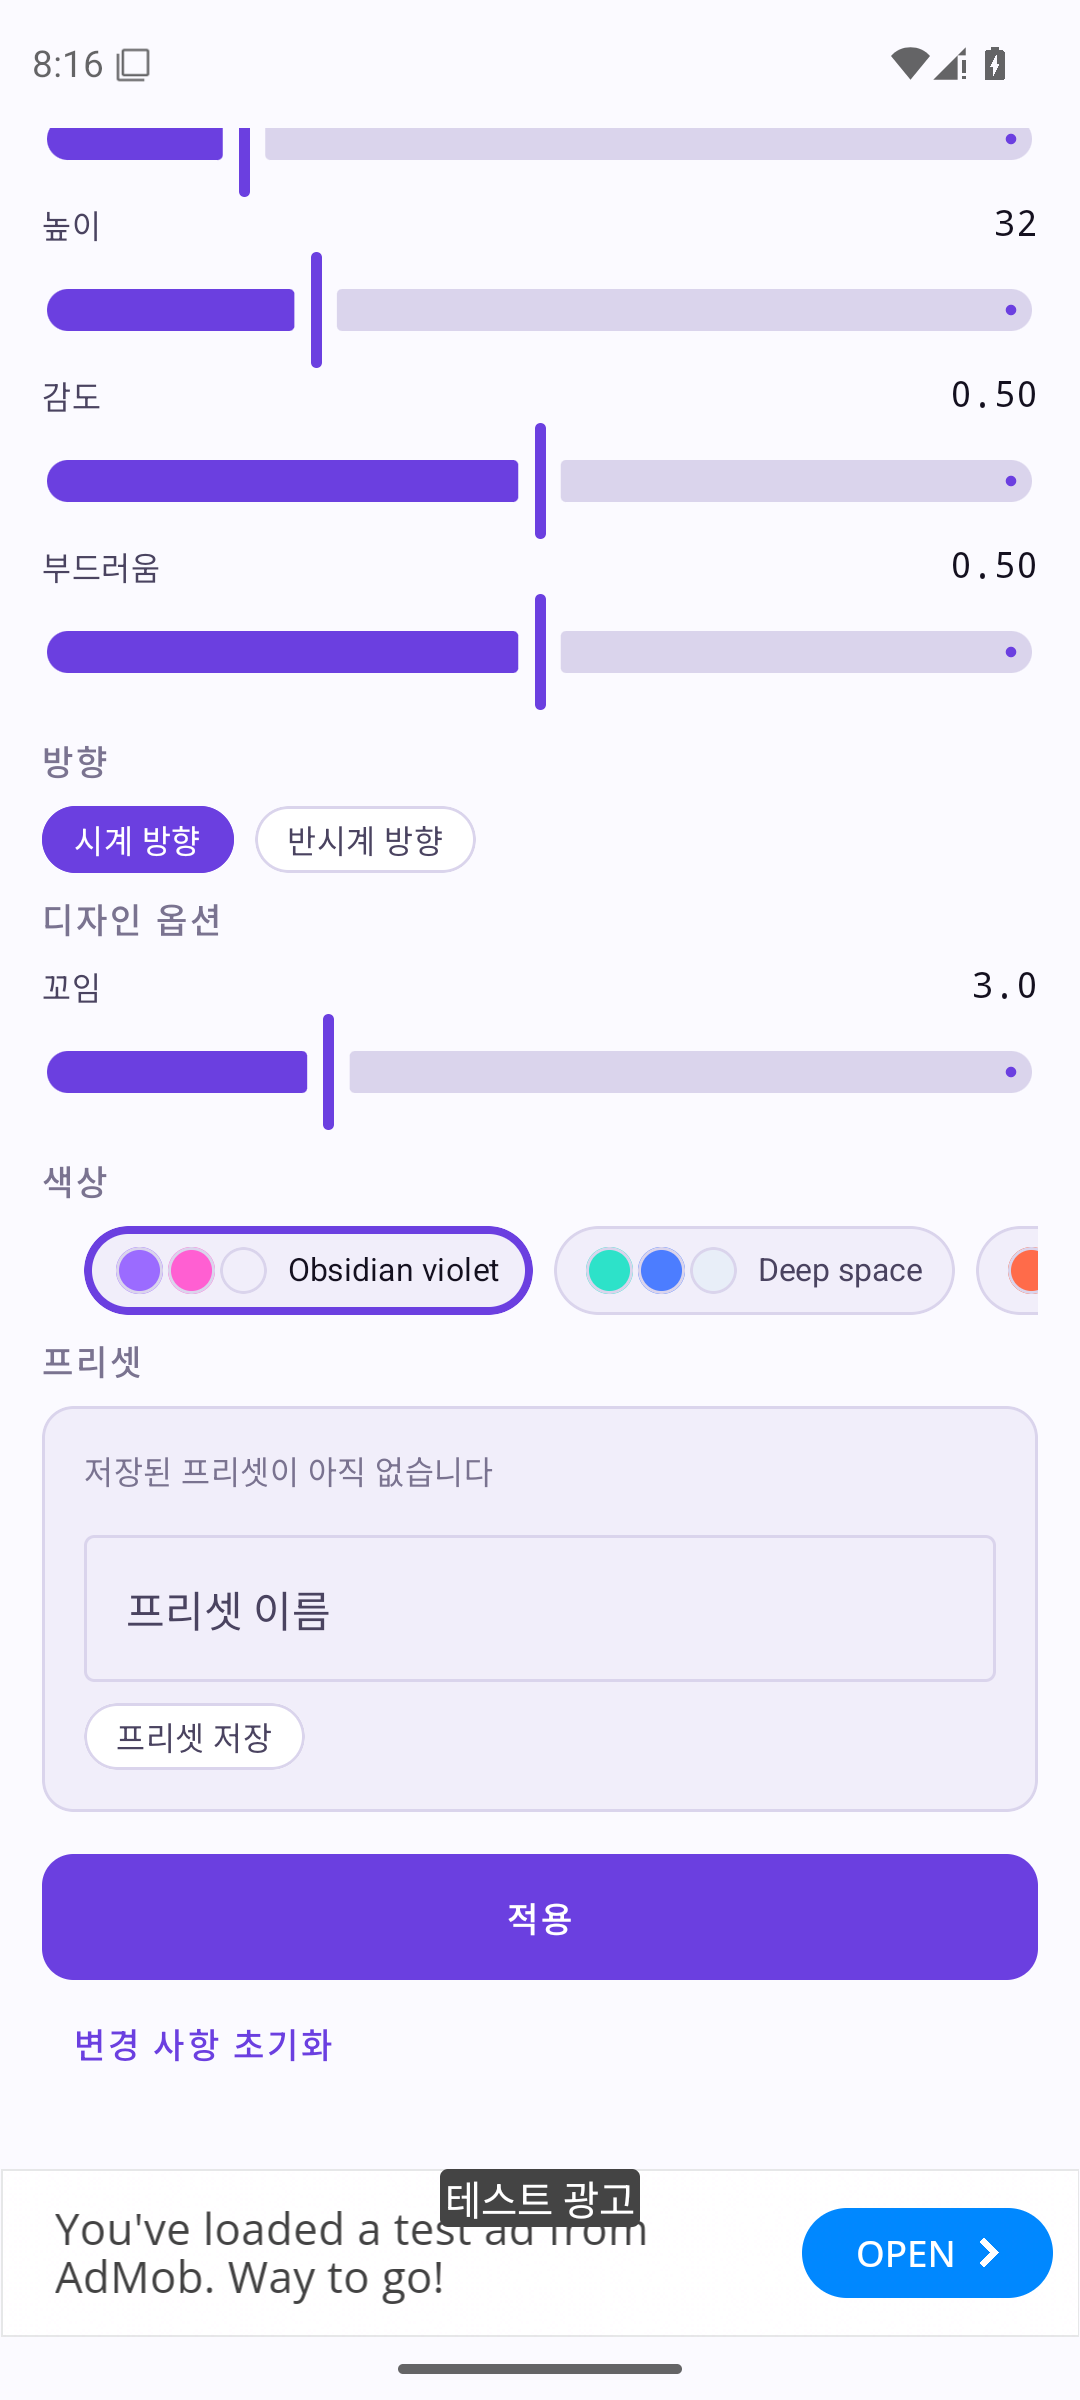 8:16
높이
32
감도
0.50
부드러움
0.50
방향
시계 방향
반시계 방향
디자인 옵션
꼬임
3.0
색상
Obsidian violet
Deep space
프리셋
저장된 프리셋이 아직 없습니다
프리셋 이름
프리셋 저장
적용
변경 사항 초기화
테스트 광고
You've loaded a test ad from
AdMob. Way to go!
OPEN